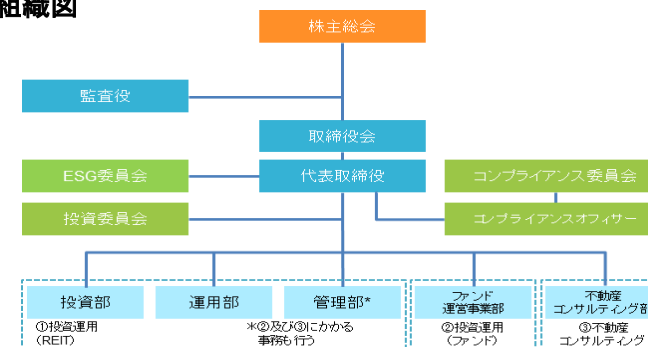 組織図
株主総会
監査役
取締役会
ESG委員会
代表取締役
コンプライアンス委員会
投資委員会
コンプライアンスオフィサー
投資部
運用部
管理部*
ファンド
運営事業部
不動産
コンサルティング部
①投資運用
(REIT)
*②及び③にかかる
事務も行う
②投資運用
(ファンド)
③不動産
コンサルティング